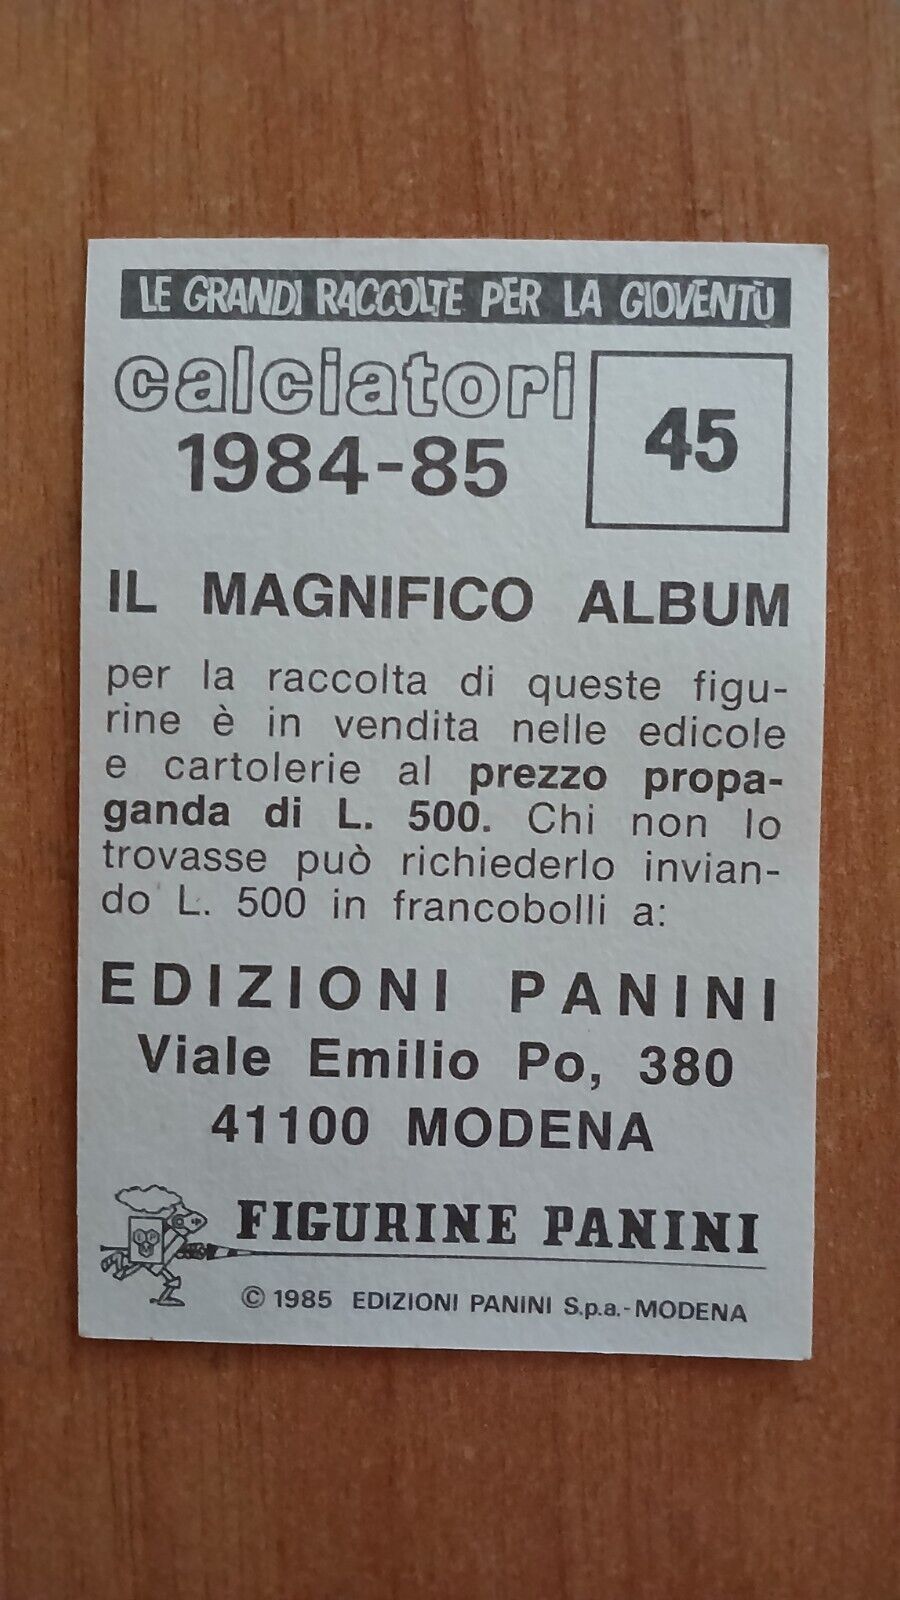 LE GRANDI RACCOLTE PER LA GIOVENTÙ
calciatori
1984-85
45
IL MAGNIFICO ALBUM
per la raccolta di queste figu-
rine è in vendita nelle edicole
e cartolerie al prezzo propa-
ganda di L. 500. Chi non lo
trovasse può richiederlo invian-
do L. 500 in francobolli a:
EDIZIONI PANINI
Viale Emilio Po, 380
41100 MODENA
FIGURINE PANINI
© 1985 EDIZIONI PANINI S.p.a.-MODENA